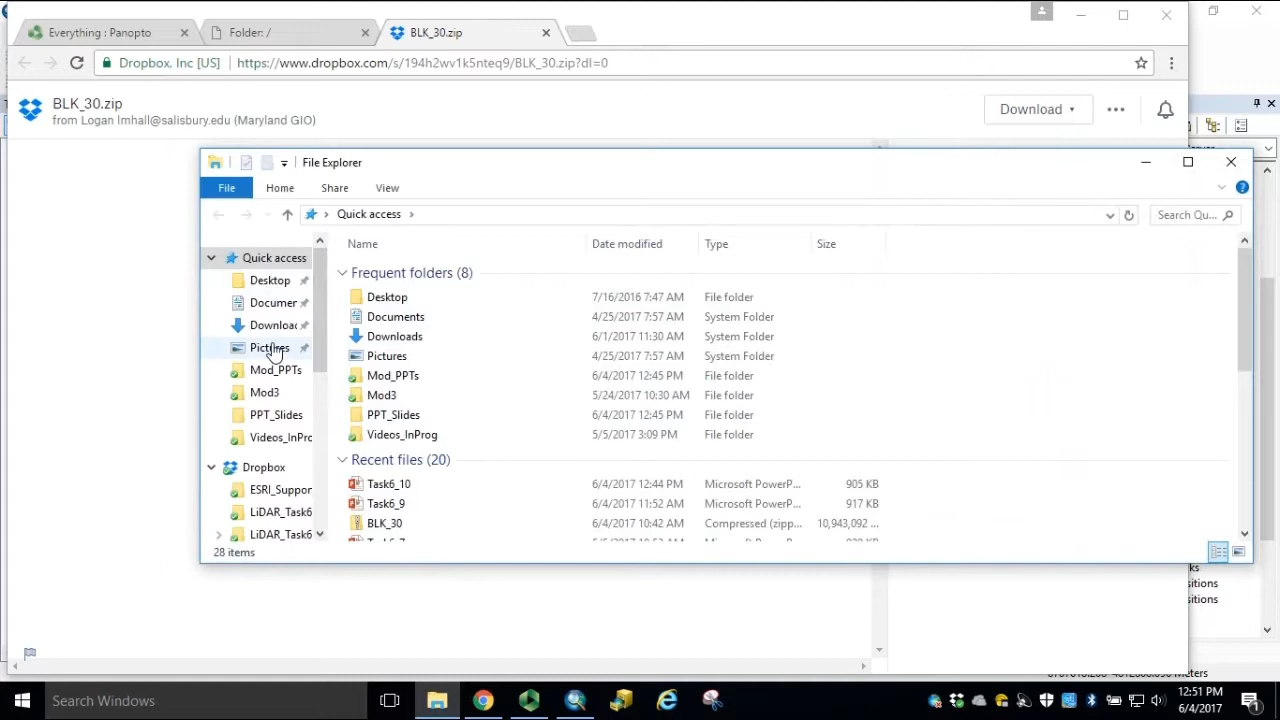 Everything : Panopto
Folder: /
BLK_30.zip
Dropbox, Inc [US]
https://www.dropbox.com/s/194h2wv1k5nteq9/BLK_30.zip?dl=0
BLK_30.zip
from Logan lmhall@salisbury.edu (Maryland GIO)
Download
File Explorer
File Home Share View
Quick access
Search Qu...
Quick access
Desktop
Documer
Downloac
Pictures
Mod_PPTs
Mod3
PPT_Slides
Videos_InPrc
Dropbox
ESRI_Suppor
LiDAR_Task6
LiDAR_Task6
Name Date modified Type Size
Frequent folders (8)
Desktop 7/16/2016 7:47 AM File folder
Documents 4/25/2017 7:57 AM System Folder
Downloads 6/1/2017 11:30 AM System Folder
Pictures 4/25/2017 7:57 AM System Folder
Mod_PPTs 6/4/2017 12:45 PM File folder
Mod3 5/24/2017 10:30 AM File folder
PPT_Slides 6/4/2017 12:45 PM File folder
Videos_InProg 5/5/2017 3:09 PM File folder
Recent files (20)
Task6_10 6/4/2017 12:44 PM Microsoft PowerP... 905 KB
Task6_9 6/4/2017 11:52 AM Microsoft PowerP... 917 KB
BLK_30 6/4/2017 10:42 AM Compressed (zipp... 10,943,092 ...
28 items
ks
sitions
sitions
Meters
Search Windows
12:51 PM
6/4/2017